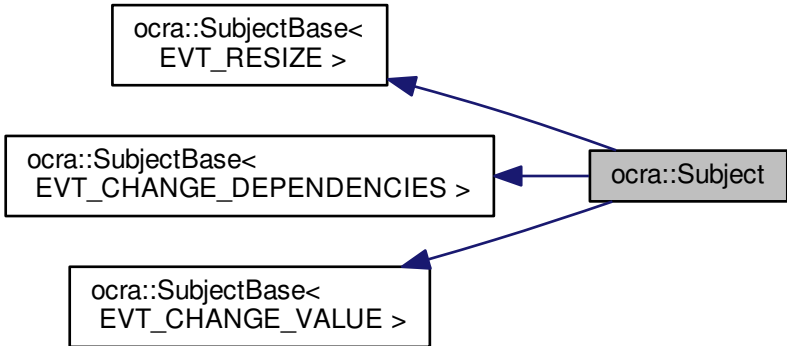 ocra::SubjectBase<
EVT_RESIZE >
ocra::SubjectBase<
EVT_CHANGE_DEPENDENCIES >
ocra::Subject
ocra::SubjectBase<
EVT_CHANGE_VALUE >